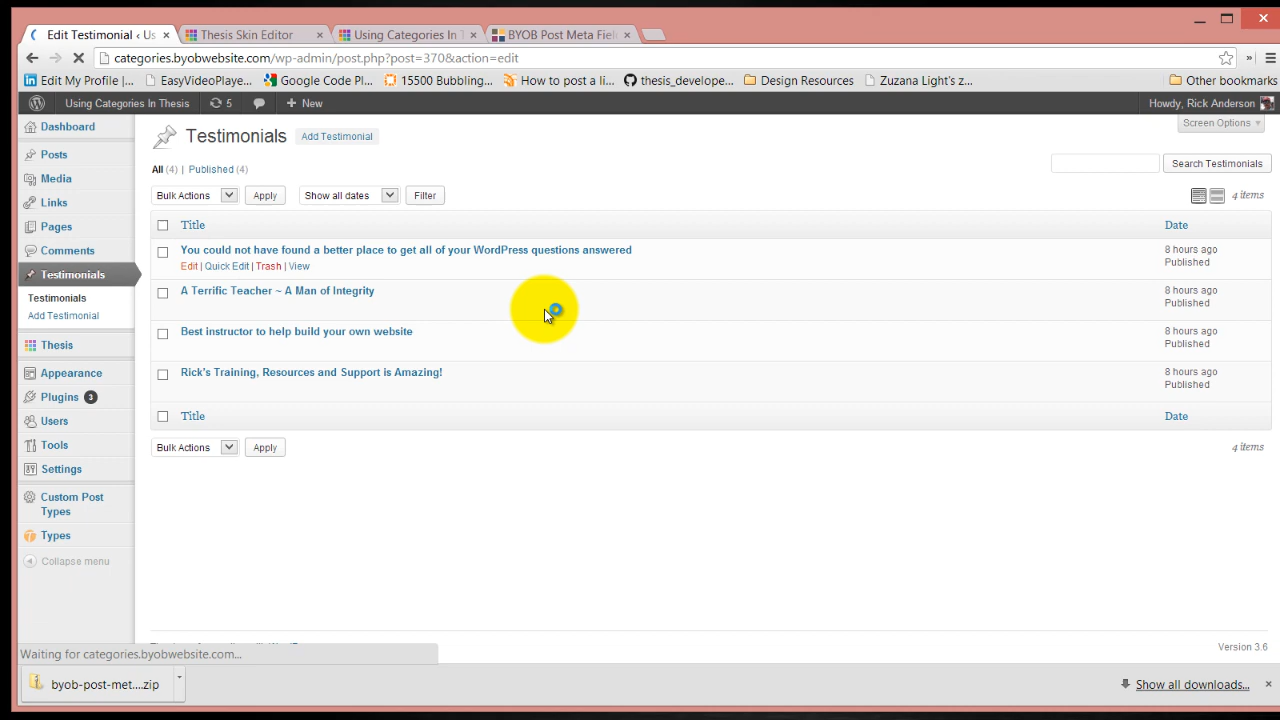 Edit Testimonial ‹ Us
Thesis Skin Editor
Using Categories In T
BYOB Post Meta Fiel
categories.byobwebsite.com/wp-admin/post.php?post=370&action=edit
Edit My Profile |...
EasyVideoPlaye...
Google Code Pl...
15500 Bubbling...
How to post a li...
thesis_develope...
Design Resources
Zuzana Light's z...
Other bookmarks
Using Categories In Thesis
5
New
Howdy, Rick Anderson
Dashboard
Posts
Media
Links
Pages
Comments
Testimonials
Testimonials
Add Testimonial
Thesis
Appearance
Plugins 3
Users
Tools
Settings
Custom Post
Types
Types
Collapse menu
Testimonials
Add Testimonial
Screen Options
All (4) | Published (4)
Search Testimonials
Bulk Actions
Apply
Show all dates
Filter
4 items
Title
Date
You could not have found a better place to get all of your WordPress questions answered
Edit | Quick Edit | Trash | View
8 hours ago
Published
A Terrific Teacher ~ A Man of Integrity
8 hours ago
Published
Best instructor to help build your own website
8 hours ago
Published
Rick's Training, Resources and Support is Amazing!
8 hours ago
Published
Title
Date
Bulk Actions
Apply
4 items
Version 3.6
Waiting for categories.byobwebsite.com...
byob-post-met....zip
Show all downloads...